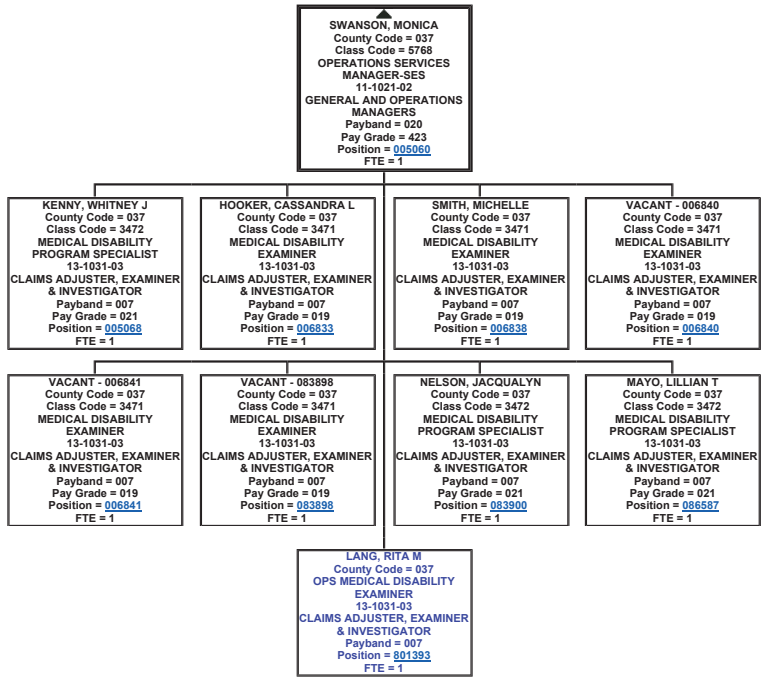 SWANSON, MONICA
County Code = 037
Class Code = 5768
OPERATIONS SERVICES
MANAGER-SES
11-1021-02
GENERAL AND OPERATIONS
MANAGERS
Payband = 020
Pay Grade = 423
Position = 005060
FTE = 1
KENNY, WHITNEY J
County Code = 037
Class Code = 3472
MEDICAL DISABILITY
PROGRAM SPECIALIST
13-1031-03
CLAIMS ADJUSTER, EXAMINER
& INVESTIGATOR
Payband = 007
Pay Grade = 021
Position = 005068
FTE = 1
HOOKER, CASSANDRA L
County Code = 037
Class Code = 3471
MEDICAL DISABILITY
EXAMINER
13-1031-03
CLAIMS ADJUSTER, EXAMINER
& INVESTIGATOR
Payband = 007
Pay Grade = 019
Position = 006833
FTE = 1
SMITH, MICHELLE
County Code = 037
Class Code = 3471
MEDICAL DISABILITY
EXAMINER
13-1031-03
CLAIMS ADJUSTER, EXAMINER
& INVESTIGATOR
Payband = 007
Pay Grade = 019
Position = 006838
FTE = 1
VACANT - 006840
County Code = 037
Class Code = 3471
MEDICAL DISABILITY
EXAMINER
13-1031-03
CLAIMS ADJUSTER, EXAMINER
& INVESTIGATOR
Payband = 007
Pay Grade = 019
Position = 006840
FTE = 1
VACANT - 006841
County Code = 037
Class Code = 3471
MEDICAL DISABILITY
EXAMINER
13-1031-03
CLAIMS ADJUSTER, EXAMINER
& INVESTIGATOR
Payband = 007
Pay Grade = 019
Position = 006841
FTE = 1
VACANT - 083898
County Code = 037
Class Code = 3471
MEDICAL DISABILITY
EXAMINER
13-1031-03
CLAIMS ADJUSTER, EXAMINER
& INVESTIGATOR
Payband = 007
Pay Grade = 019
Position = 083898
FTE = 1
NELSON, JACQUALYN
County Code = 037
Class Code = 3472
MEDICAL DISABILITY
PROGRAM SPECIALIST
13-1031-03
CLAIMS ADJUSTER, EXAMINER
& INVESTIGATOR
Payband = 007
Pay Grade = 021
Position = 083900
FTE = 1
MAYO, LILLIAN T
County Code = 037
Class Code = 3472
MEDICAL DISABILITY
PROGRAM SPECIALIST
13-1031-03
CLAIMS ADJUSTER, EXAMINER
& INVESTIGATOR
Payband = 007
Pay Grade = 021
Position = 086587
FTE = 1
LANG, RITA M
County Code = 037
OPS MEDICAL DISABILITY
EXAMINER
13-1031-03
CLAIMS ADJUSTER, EXAMINER
& INVESTIGATOR
Payband = 007
Position = 801393
FTE = 1